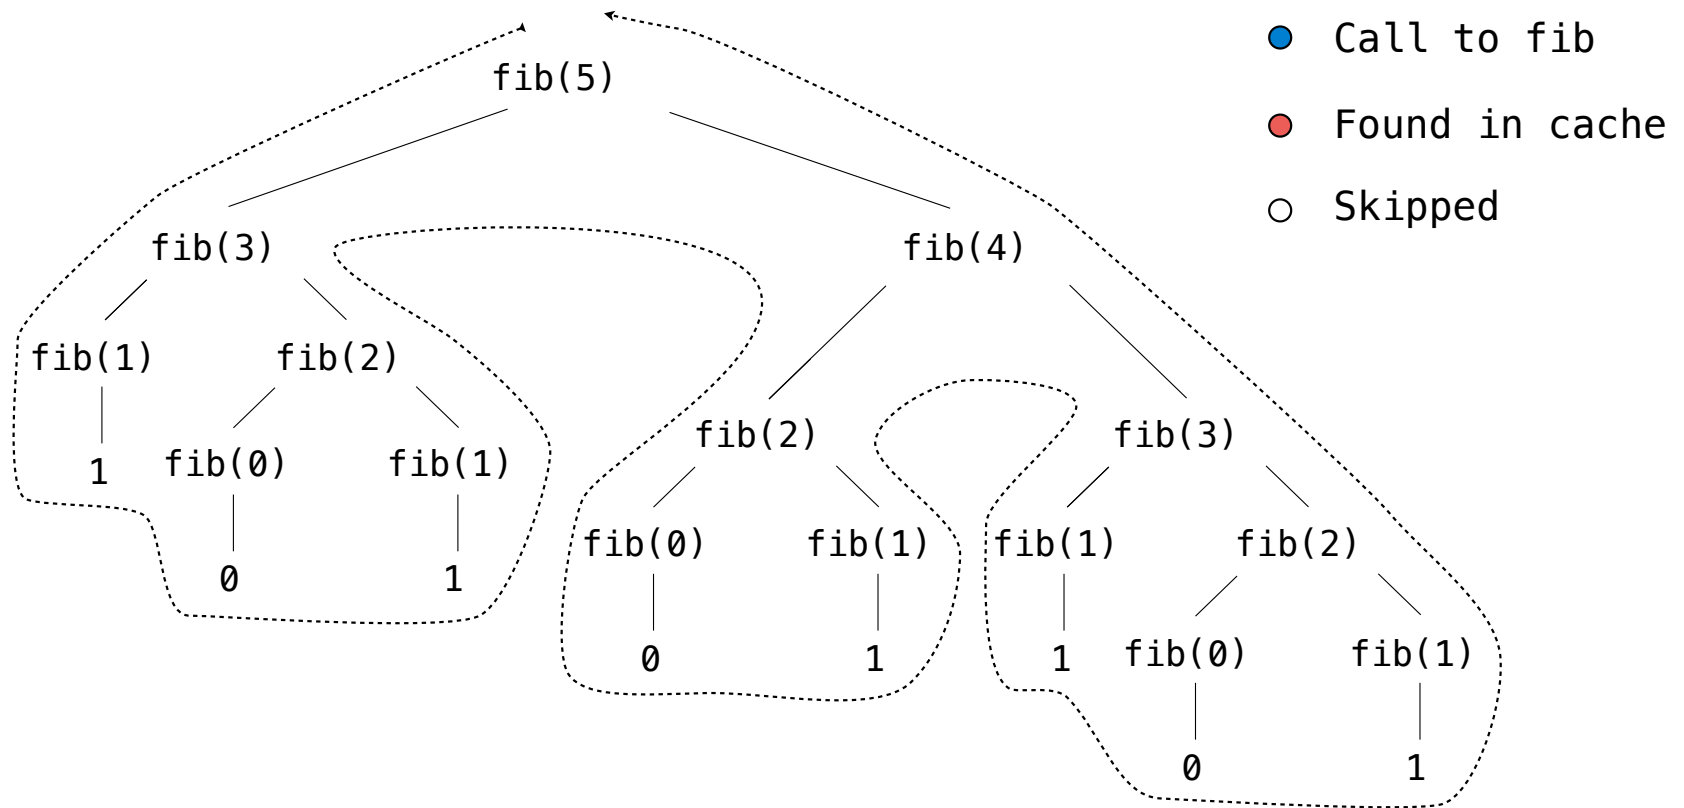 Call to fib
fib(5)
Found in cache
Skipped
fib(3) fib(4)
fib(1) fib(2)
fib(2) fib(3)
1 fib(0) fib(1)
fib(0) fib(1) fib(1) fib(2)
0 1
0 1 1 fib(0) fib(1)
0 1